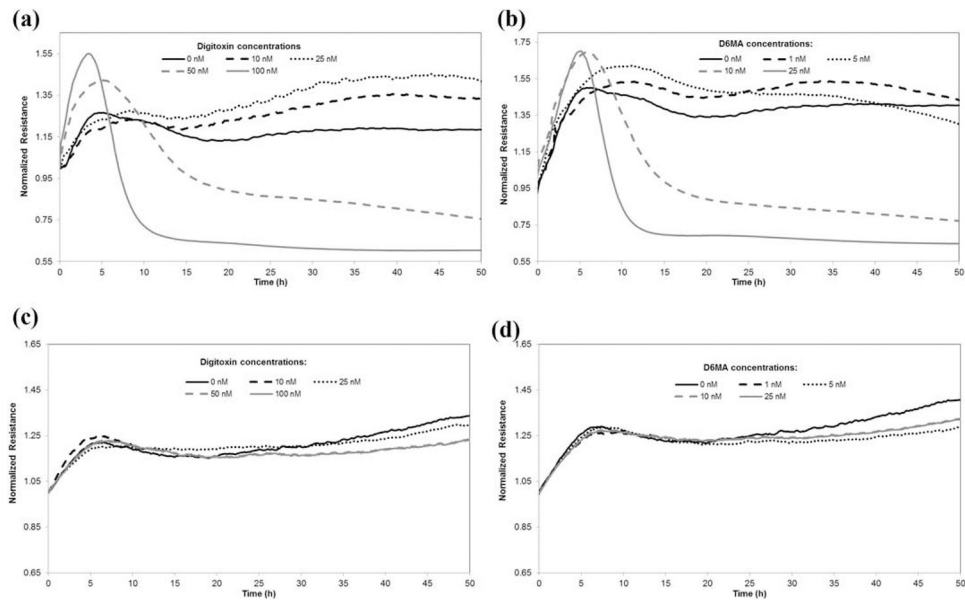 (a)
Digitoxin concentrations
0 nM 10 nM 25 nM
50 nM 100 nM
Normalized Resistance
1.55
1.35
1.15
0.95
0.75
0.55
0 5 10 15 20 25 30 35 40 45 50
Time (h)
(b)
D6MA concentrations:
0 nM 1 nM 5 nM
10 nM 25 nM
Normalized Resistance
1.75
1.55
1.35
1.15
0.95
0.75
0.55
0 5 10 15 20 25 30 35 40 45 50
Time (h)
(c)
Digitoxin concentrations:
0 nM 10 nM 25 nM
50 nM 100 nM
Normalized Resistance
1.65
1.45
1.25
1.05
0.85
0.65
0 5 10 15 20 25 30 35 40 45 50
Time (h)
(d)
D6MA concentrations:
0 nM 1 nM 5 nM
10 nM 25 nM
Normalized Resistance
1.65
1.45
1.25
1.05
0.85
0.65
0 5 10 15 20 25 30 35 40 45 50
Time (h)